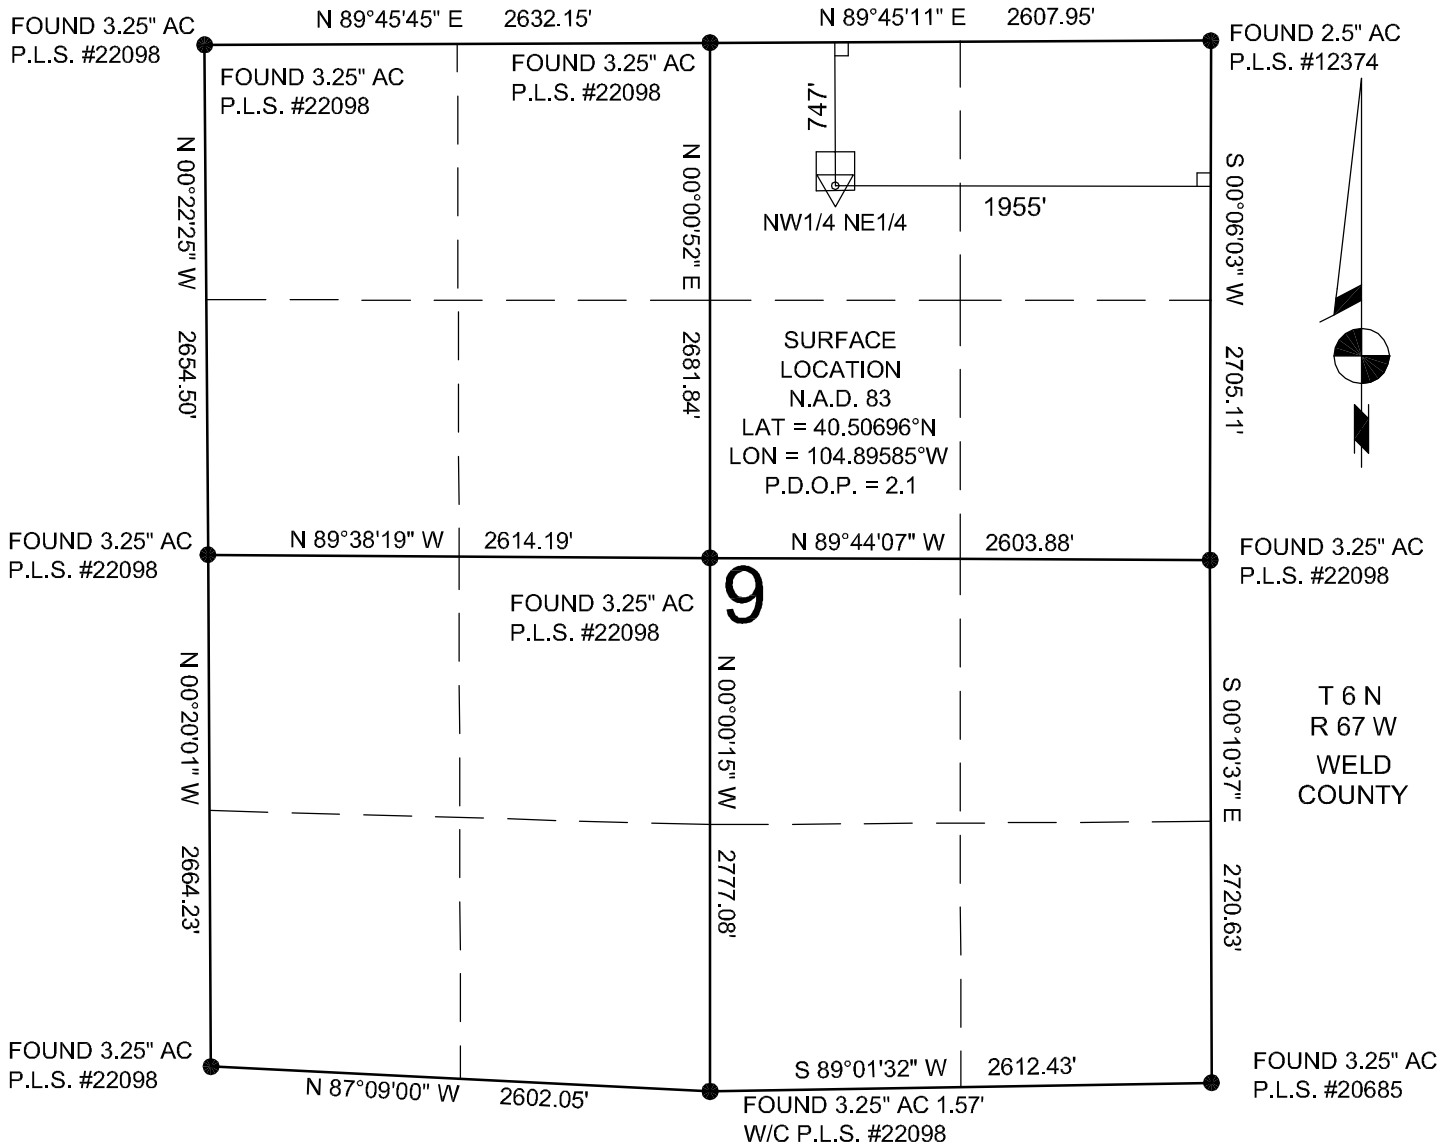 N 89°45'45" E 2632.15'
N 89°45'11" E 2607.95'
FOUND 3.25" AC
P.L.S. #22098
FOUND 3.25" AC
P.L.S. #22098
FOUND 3.25" AC
P.L.S. #22098
FOUND 2.5" AC
P.L.S. #12374
747'
1955'
NW1/4 NE1/4
N 00°22'25" W 2654.50'
N 00°00'52" E 2681.84'
S 00°06'03" W 2705.11'
SURFACE
LOCATION
N.A.D. 83
LAT = 40.50696°N
LON = 104.89585°W
P.D.O.P. = 2.1
FOUND 3.25" AC
P.L.S. #22098
N 89°38'19" W 2614.19'
N 89°44'07" W 2603.88'
FOUND 3.25" AC
P.L.S. #22098
9
FOUND 3.25" AC
P.L.S. #22098
N 00°20'01" W 2664.23'
N 00°00'15" W 2777.08'
S 00°10'37" E 2720.63'
T 6 N
R 67 W
WELD
COUNTY
FOUND 3.25" AC
P.L.S. #22098
N 87°09'00" W 2602.05'
S 89°01'32" W 2612.43'
FOUND 3.25" AC
P.L.S. #20685
FOUND 3.25" AC 1.57'
W/C P.L.S. #22098